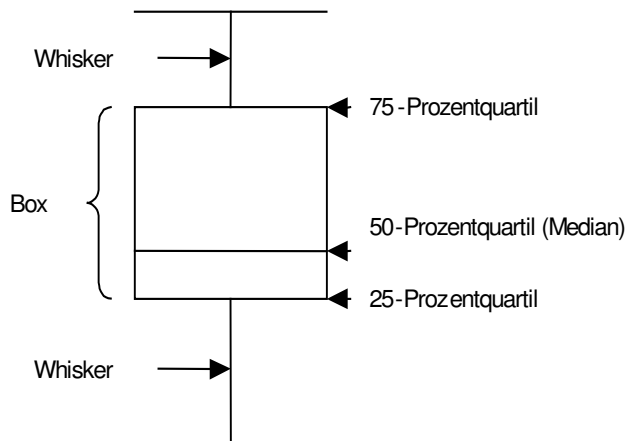 Whisker
75-Prozentquartil
Box
50-Prozentquartil (Median)
25-Prozentquartil
Whisker